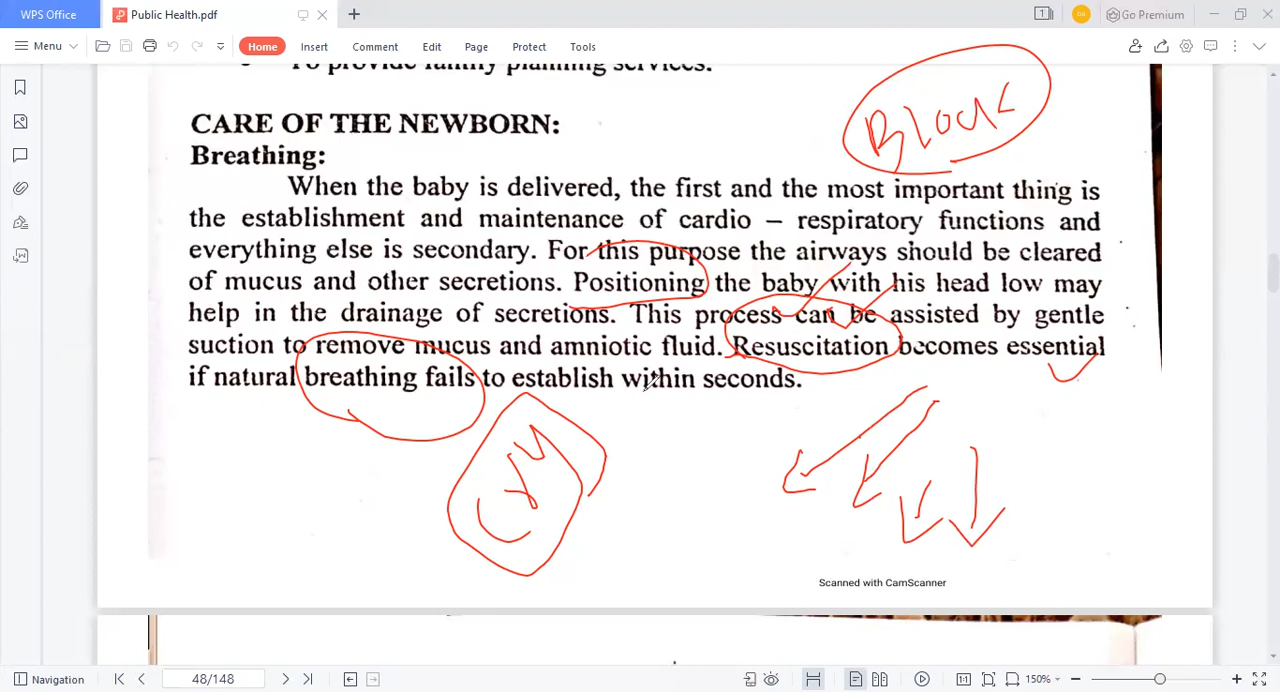 WPS Office
Public Health.pdf
1
Go Premium
Menu
Home
Insert
Comment
Edit
Page
Protect
Tools
To provide family planning services.
CARE OF THE NEWBORN:
Block
Breathing:
When the baby is delivered, the first and the most important thing is
the establishment and maintenance of cardio – respiratory functions and
everything else is secondary. For this purpose the airways should be cleared
of mucus and other secretions. Positioning the baby with his head low may
help in the drainage of secretions. This process can be assisted by gentle
suction to remove mucus and amniotic fluid. Resuscitation becomes essential
if natural breathing fails to establish within seconds.
Scanned with CamScanner
Navigation
48/148
1:1
150%